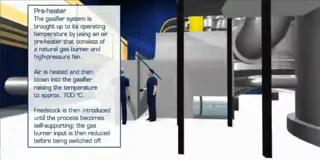 Pre-heater
The gasifier system is
brought up to its operating
temperature by using an air
pre-heater that consists of
a natural gas burner and
high-pressure fan.
Air is heated and then
blown into the gasifier
raising the temperature
to approx. 700 ºC.
Feedstock is then introduced
until the process becomes
self-supporting; the gas
burner input is then reduced
before being switched off.